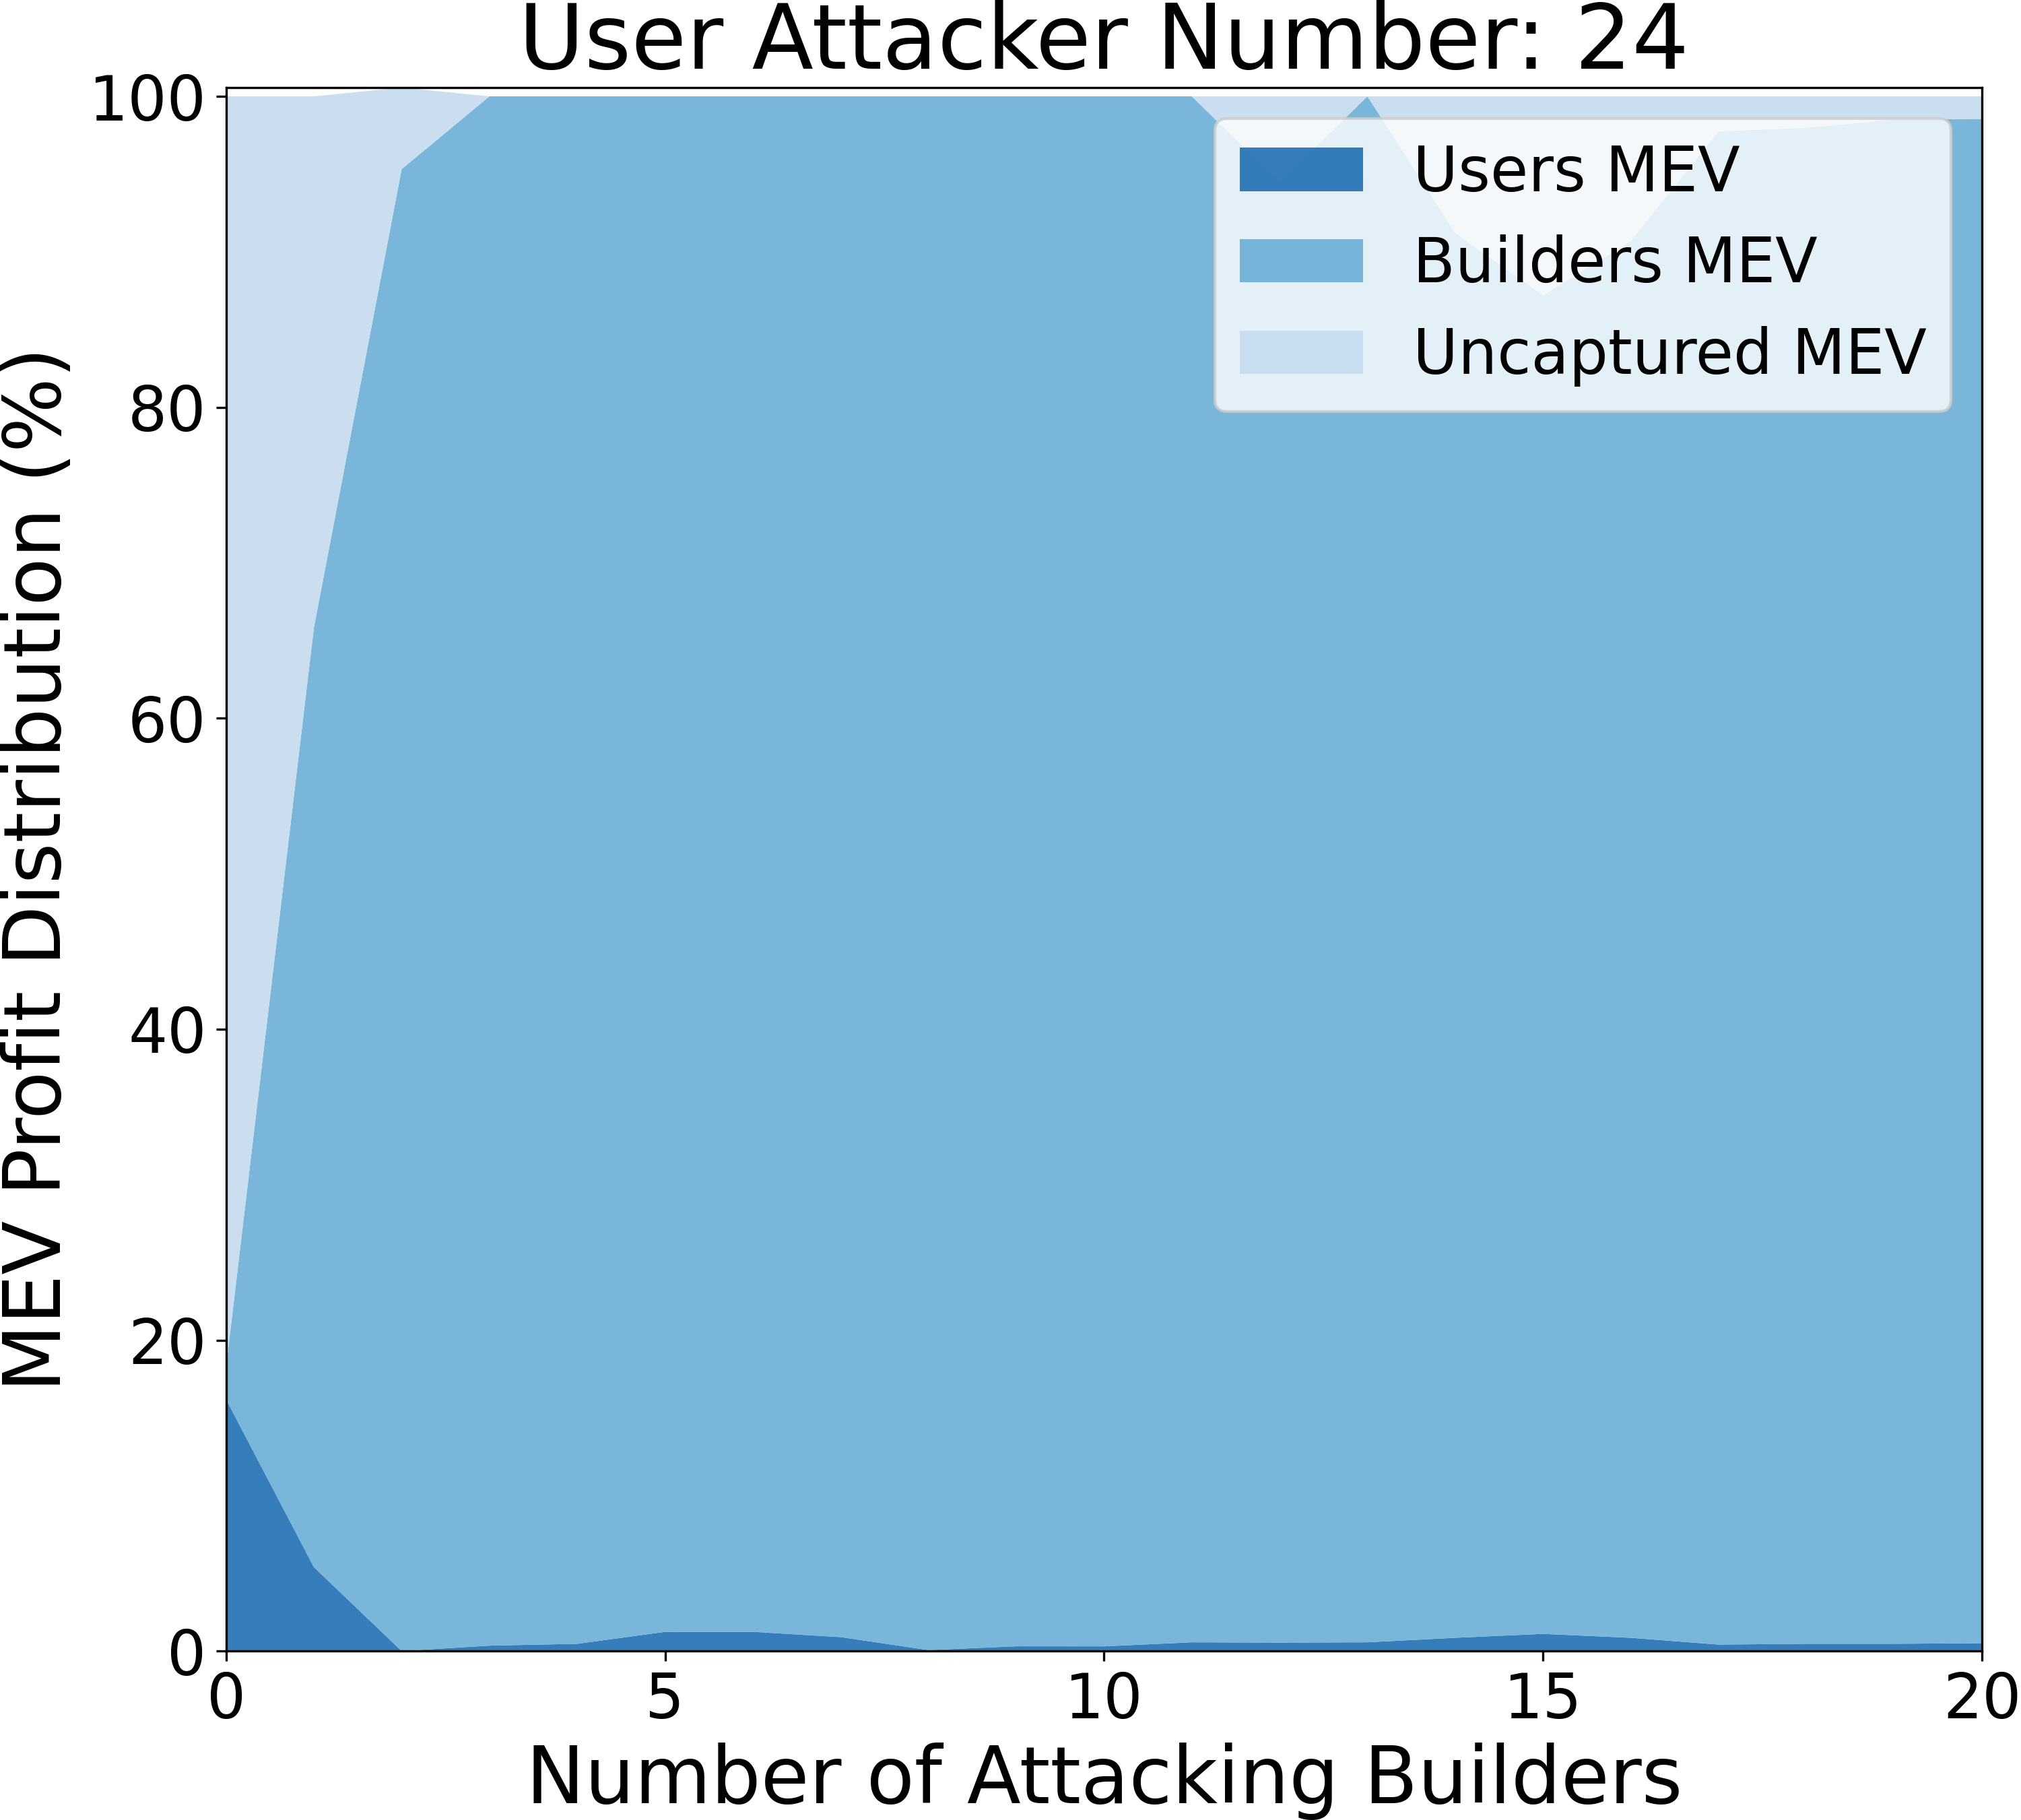 User Attacker Number: 24
MEV Profit Distribution (%)
100
80
60
40
20
0
Users MEV
Builders MEV
Uncaptured MEV
0 5 10 15 20
Number of Attacking Builders